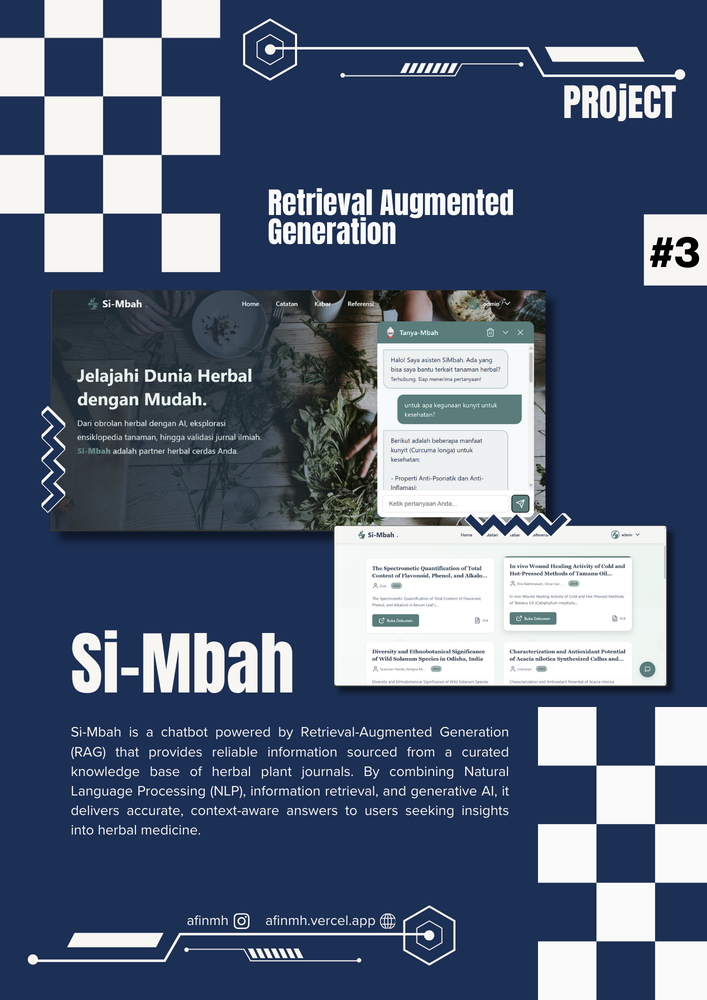 PROjECT
Retrieval Augmented
Generation
#3
Si-Mbah
Home Catatan Kabar Referensi
admin
Tanya-Mbah
Halo! Saya asisten SiMbah. Ada yang
bisa saya bantu terkait tanaman herbal?
Terhubung. Siap menerima pertanyaan!
untuk apa kegunaan kunyit untuk
kesehatan?
Berikut adalah beberapa manfaat
kunyit (Curcuma longa) untuk
kesehatan:
- Properti Anti-Psoriatik dan Anti-
Inflamasi:
Ketik pertanyaan Anda...
Jelajahi Dunia Herbal
dengan Mudah.
Dari obrolan herbal dengan AI, eksplorasi
ensiklopedia tanaman, hingga validasi jurnal ilmiah.
Si-Mbah adalah partner herbal cerdas Anda.
Si-Mbah .
Home
admin
The Spectrometric Quantification of Total
Content of Flavonoid, Phenol, and Alkalo...
The Spectrometric Quantification of Total Content of Flavonoid,
Phenol, and Alkaloid in Kesum Leaf (...
Buka Dokumen
In vivo Wound Healing Activity of Cold and
Hot-Pressed Methods of Tamanu Oil...
In vivo Wound Healing Activity of Cold and Hot-Pressed Methods
of Tamanu Oil (Calophyllum inophyllu...
Buka Dokumen
Diversity and Ethnobotanical Significance
of Wild Solanum Species in Odisha, India
Diversity and Ethnobotanical Significance of Wild Solanum Species
Characterization and Antioxidant Potential
of Acacia nilotica Synthesized Callus and...
Characterization and Antioxidant Potential of Acacia nilotica
Si-Mbah
Si-Mbah is a chatbot powered by Retrieval-Augmented Generation
(RAG) that provides reliable information sourced from a curated
knowledge base of herbal plant journals. By combining Natural
Language Processing (NLP), information retrieval, and generative AI, it
delivers accurate, context-aware answers to users seeking insights
into herbal medicine.
afinmh afinmh.vercel.app